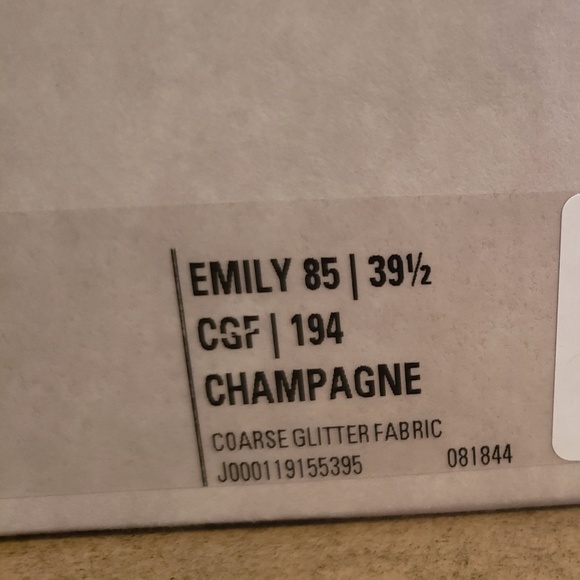 EMILY 85 | 39½
CGF | 194
CHAMPAGNE
COARSE GLITTER FABRIC
J000119155395 081844